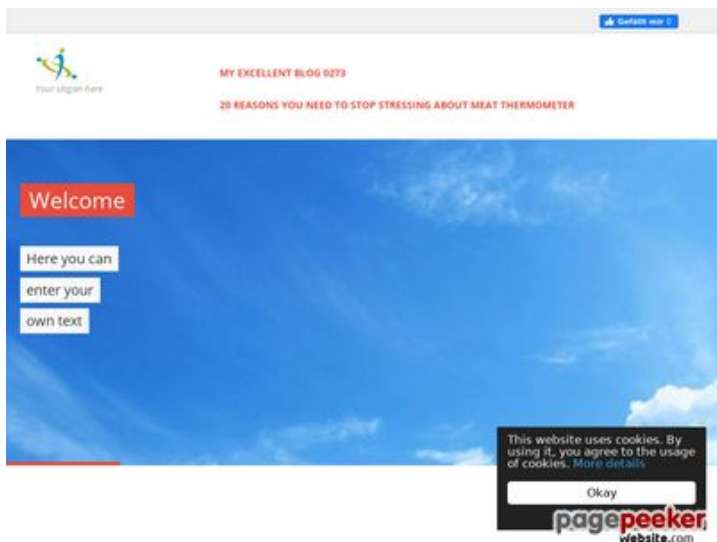 Gefällt mir 0
Your slogan here
MY EXCELLENT BLOG 0273
20 REASONS YOU NEED TO STOP STRESSING ABOUT MEAT THERMOMETER
Welcome
Here you can
enter your
own text
This website uses cookies. By
using it, you agree to the usage
of cookies. More details
Okay
pagepeeker
website.com